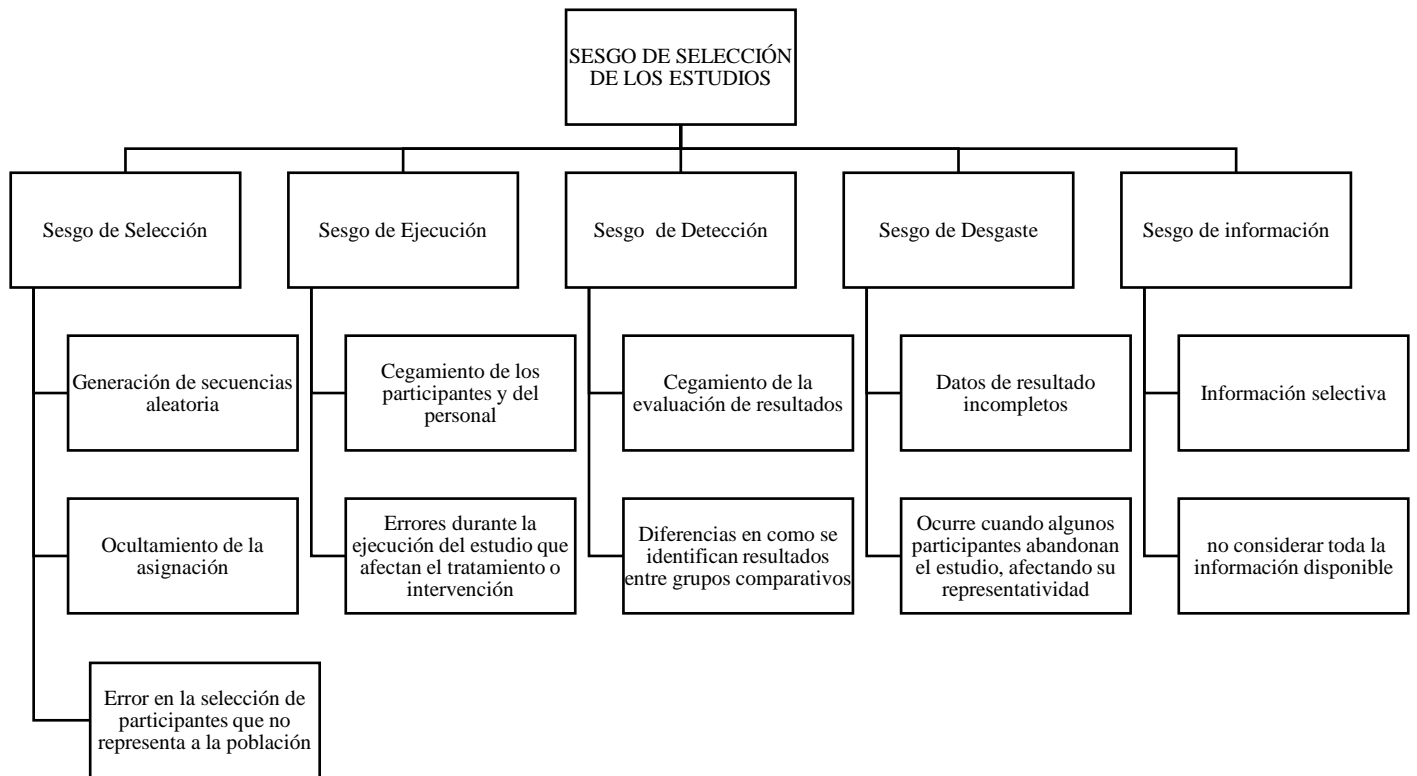 SESGO DE SELECCIÓN
DE LOS ESTUDIOS
Sesgo de Selección
Sesgo de Ejecución
Sesgo de Detección
Sesgo de Desgaste
Sesgo de información
Generación de secuencias
aleatoria
Cegamiento de los
participantes y del
personal
Cegamiento de la
evaluación de resultados
Datos de resultado
incompletos
Información selectiva
Ocultamiento de la
asignación
Errores durante la
ejecución del estudio que
afectan el tratamiento o
intervención
Diferencias en como se
identifican resultados
entre grupos comparativos
Ocurre cuando algunos
participantes abandonan
el estudio, afectando su
representatividad
no considerar toda la
información disponible
Error en la selección de
participantes que no
representa a la población